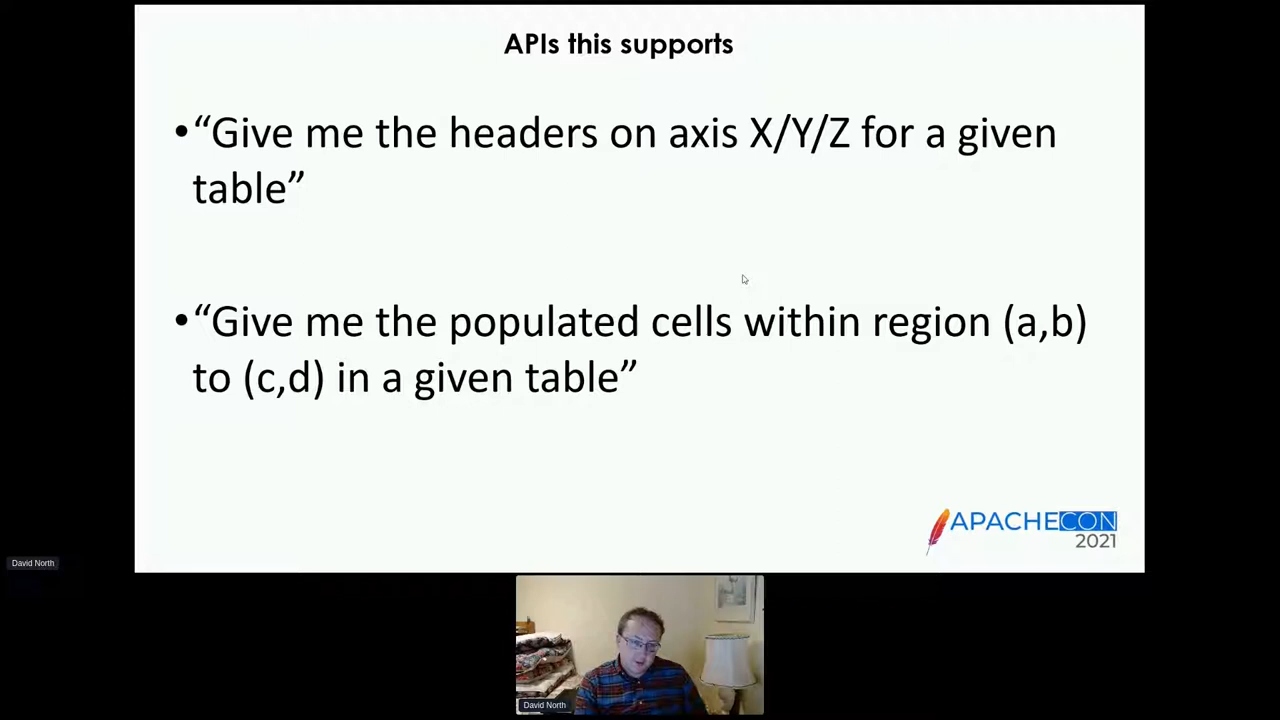 APIs this supports
•“Give me the headers on axis X/Y/Z for a given
table”
•“Give me the populated cells within region (a,b)
to (c,d) in a given table”
APACHECON
2021
David North
David North